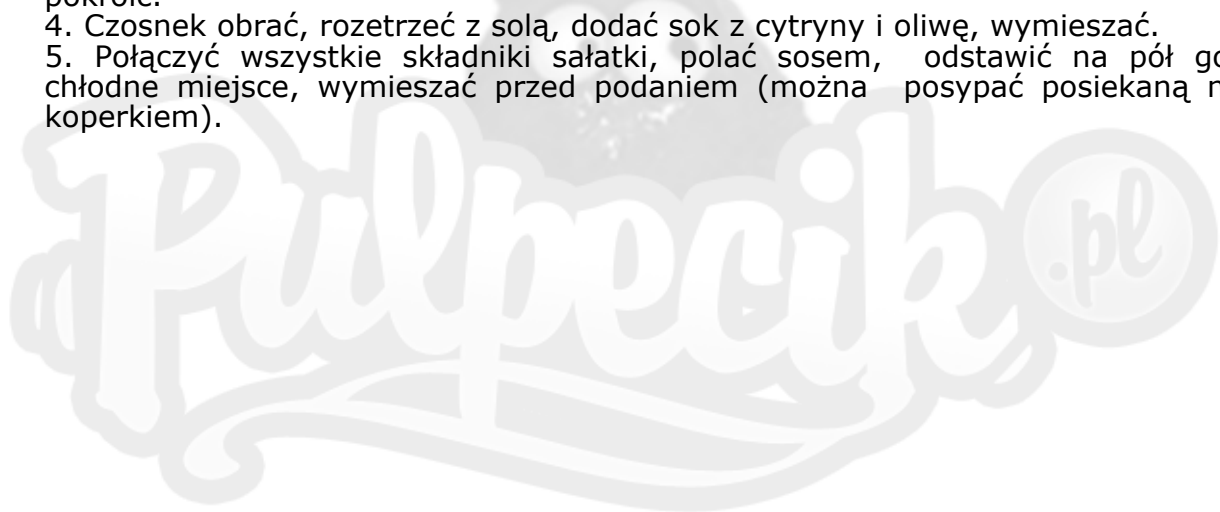 pokroić.
4. Czosnek obrać, rozetrzeć z solą, dodać sok z cytryny i oliwę, wymieszać.
5. Połączyć wszystkie składniki sałatki, polać sosem, odstawić na pół
chłodne miejsce, wymieszać przed podaniem (można posypać posiekaną
koperkiem).
Pulpecik
.pl